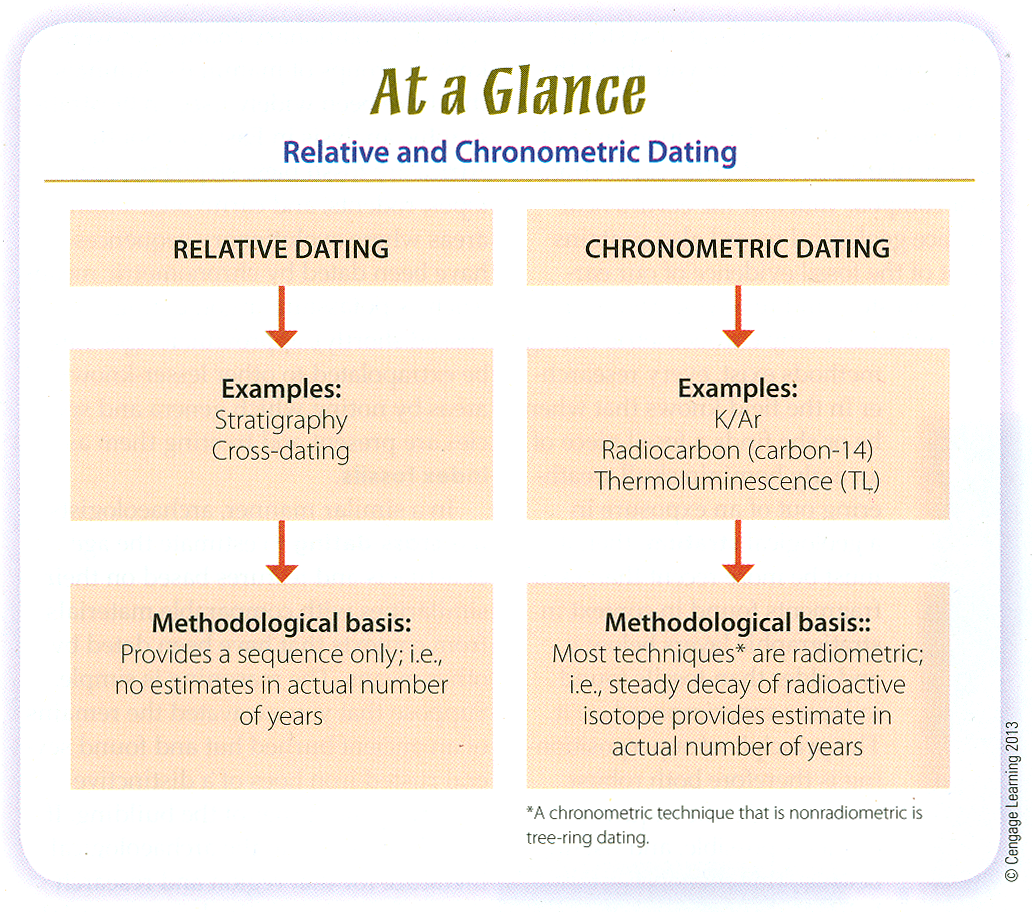 At a Glance
Relative and Chronometric Dating
RELATIVE DATING
Examples:
Stratigraphy
Cross-dating
Methodological basis:
Provides a sequence only; i.e.,
no estimates in actual number
of years
CHRONOMETRIC DATING
Examples:
K/Ar
Radiocarbon (carbon-14)
Thermoluminescence (TL)
Methodological basis::
Most techniques* are radiometric;
i.e., steady decay of radioactive
isotope provides estimate in
actual number of years
*A chronometric technique that is nonradiometric is
tree-ring dating.
© Cengage Learning 2013